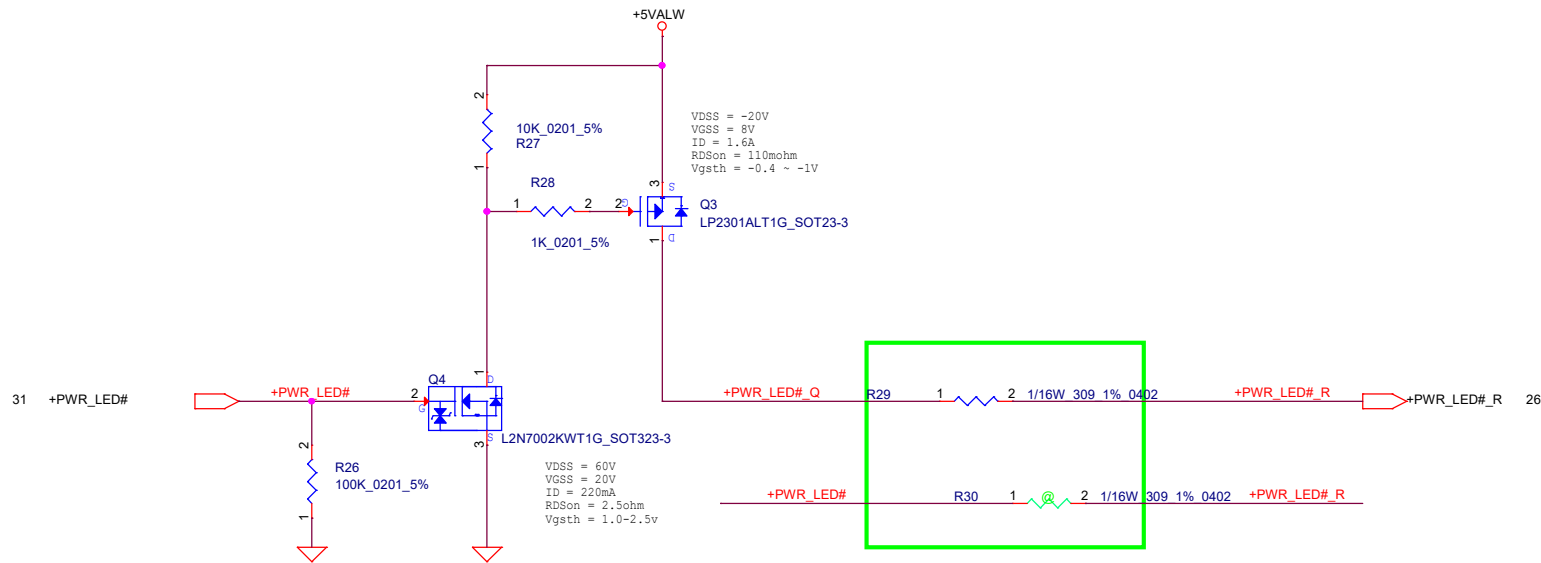 +5VALW
2
10K_0201_5%
R27
1
VDSS = -20V
VGSS = 8V
ID = 1.6A
RDSon = 110mohm
Vgsth = -0.4 ~ -1V
R28
1 2 2 G
1K_0201_5%
3 S
Q3
LP2301ALT1G_SOT23-3
1 D
31 +PWR_LED#
+PWR_LED#
2 G
Q4
1 D
3 S
L2N7002KWT1G_SOT323-3
VDSS = 60V
VGSS = 20V
ID = 220mA
RDSon = 2.5ohm
Vgsth = 1.0-2.5v
2
R26
100K_0201_5%
1
+PWR_LED#_Q R29 1 2 1/16W_309_1%_0402 +PWR_LED#_R +PWR_LED#_R 26
+PWR_LED# R30 1 @ 2 1/16W_309_1%_0402 +PWR_LED#_R